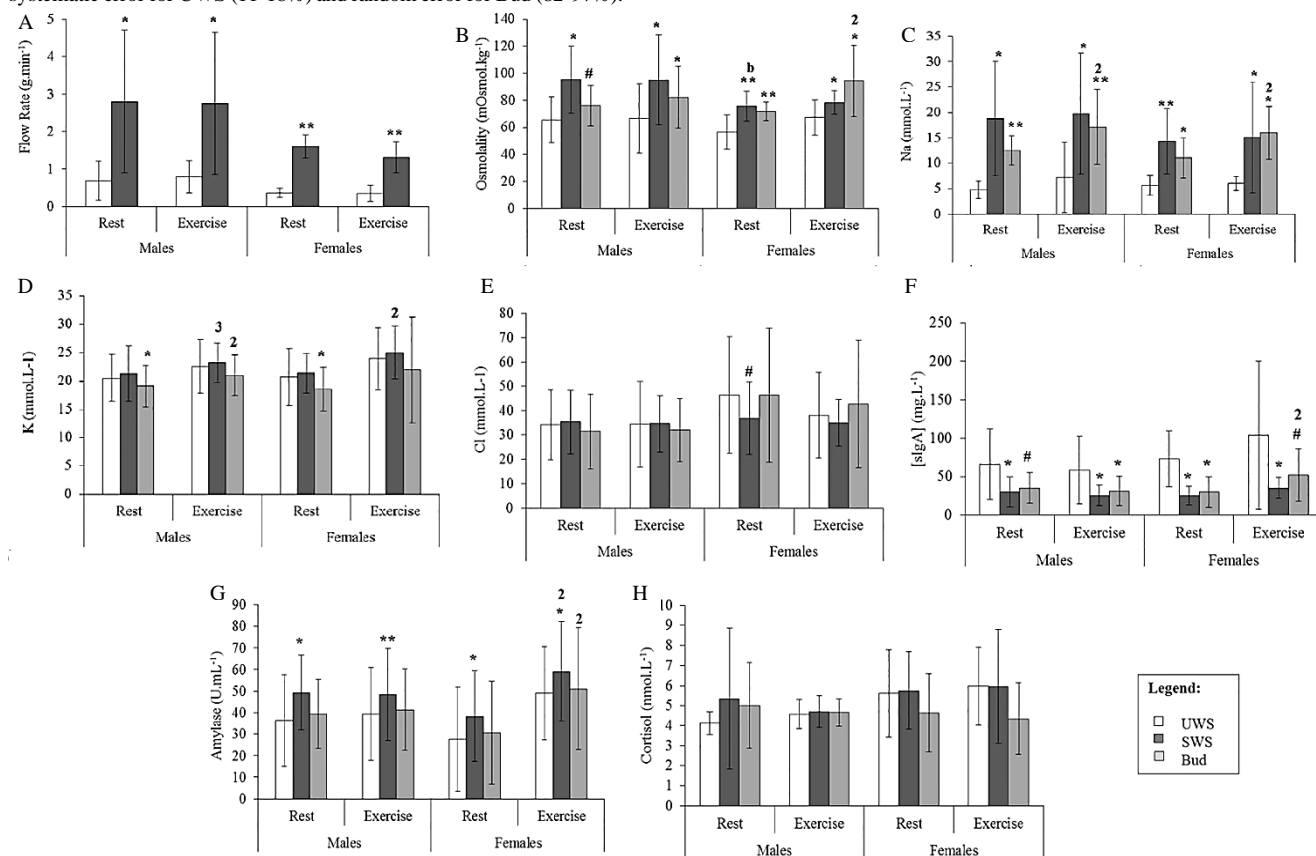 systematic error for UWS (11-18%) and random error for Bud (82-97%).
A
Flow Rate (g.min-1)
5
4
3
2
1
0
* * ** **
Rest Exercise Rest Exercise
Males Females
B
Osmolality (mOsmol.kg-1)
140
120
100
80
60
40
20
0
* # * * b ** ** * 2 *
Rest Exercise Rest Exercise
Males Females
C
Na (mmol.L-1)
35
30
25
20
15
10
5
0
* ** * 2 ** ** * * 2 *
Rest Exercise Rest Exercise
Males Females
D
K (mmol.L-1)
35
30
25
20
15
10
5
0
* 3 2 * 2
Rest Exercise Rest Exercise
Males Females
E
Cl (mmol.L-1)
80
70
60
50
40
30
20
10
0
#
Rest Exercise Rest Exercise
Males Females
F
[sIgA] (mg.L-1)
250
200
150
100
50
0
* # * * * * * 2 #
Rest Exercise Rest Exercise
Males Females
G
Amylase (U.mL-1)
90
80
70
60
50
40
30
20
10
0
* ** * 2 * 2
Rest Exercise Rest Exercise
Males Females
H
Cortisol (nmol.L-1)
10
9
8
7
6
5
4
3
2
1
0
Rest Exercise Rest Exercise
Males Females
Legend:
UWS
SWS
Bud